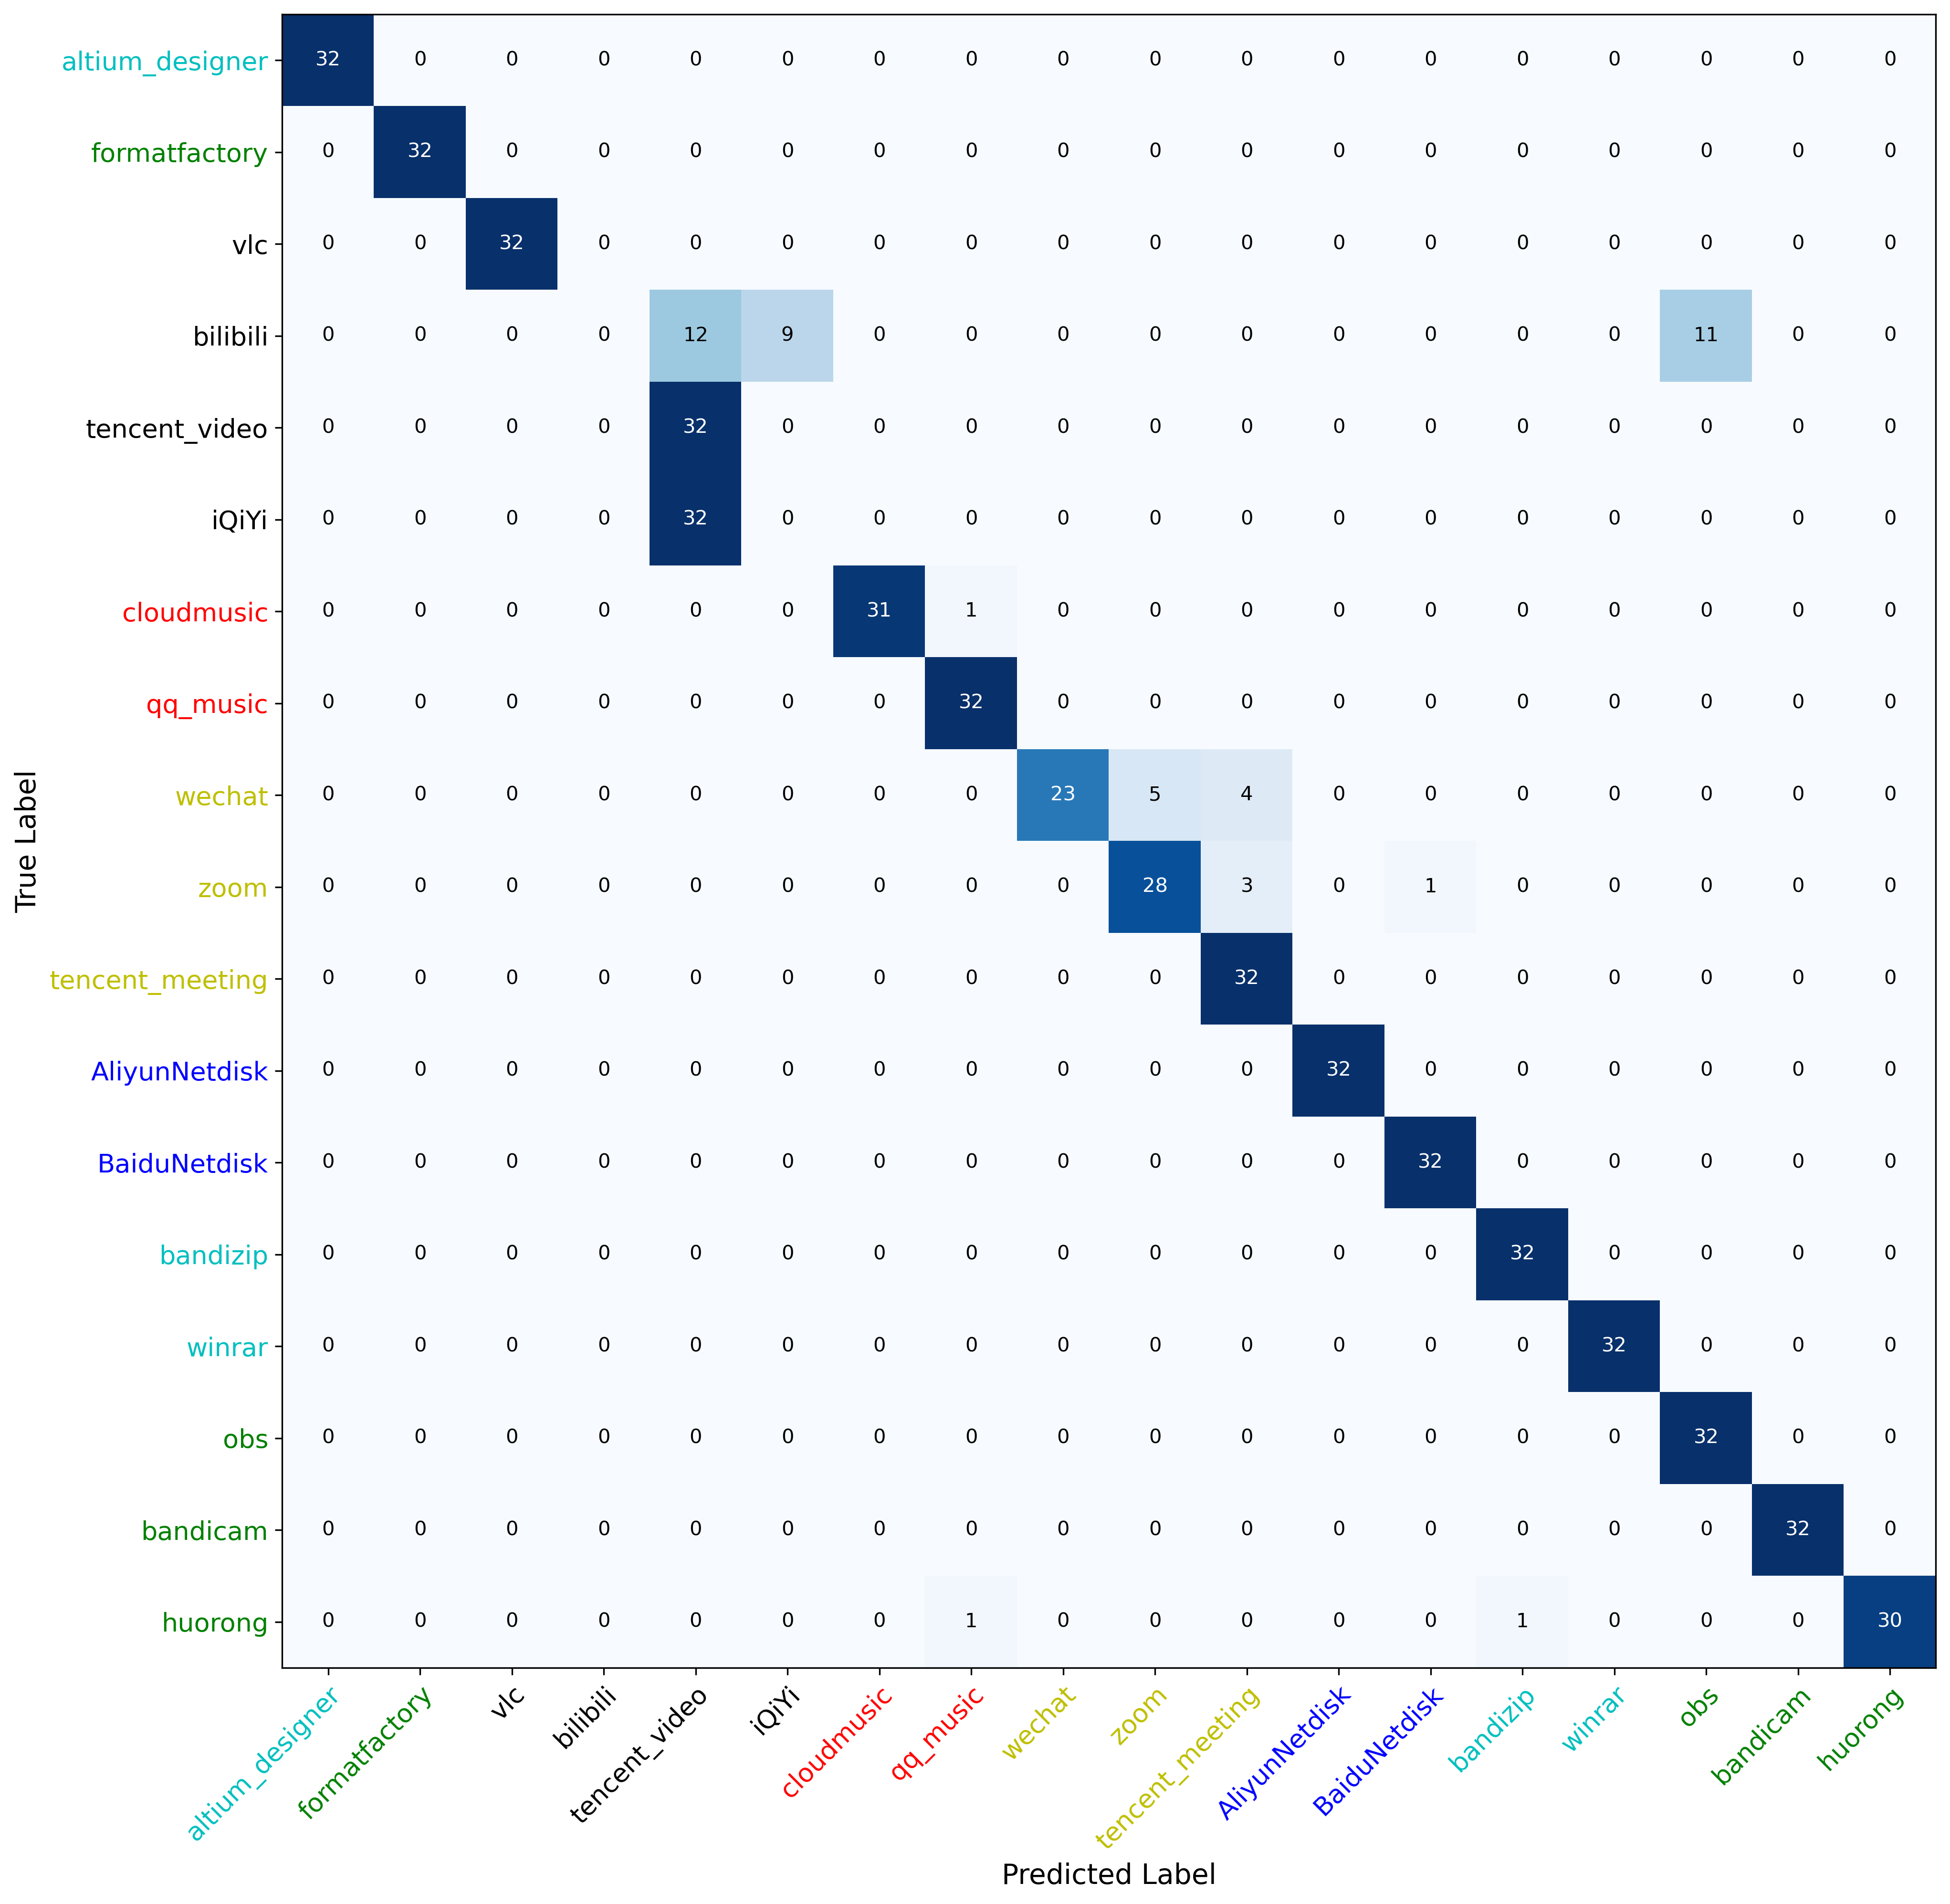 altium_designer 32 0 0 0 0 0 0 0 0 0 0 0 0 0 0 0 0 0
formatfactory 0 32 0 0 0 0 0 0 0 0 0 0 0 0 0 0 0 0
vlc 0 0 32 0 0 0 0 0 0 0 0 0 0 0 0 0 0 0
bilibili 0 0 0 0 12 9 0 0 0 0 0 0 0 0 0 11 0 0
tencent_video 0 0 0 0 32 0 0 0 0 0 0 0 0 0 0 0 0 0
iQiYi 0 0 0 0 32 0 0 0 0 0 0 0 0 0 0 0 0 0
cloudmusic 0 0 0 0 0 0 31 1 0 0 0 0 0 0 0 0 0 0
qq_music 0 0 0 0 0 0 0 32 0 0 0 0 0 0 0 0 0 0
wechat 0 0 0 0 0 0 0 0 23 5 4 0 0 0 0 0 0 0
zoom 0 0 0 0 0 0 0 0 0 28 3 0 1 0 0 0 0 0
tencent_meeting 0 0 0 0 0 0 0 0 0 0 32 0 0 0 0 0 0 0
AliyunNetdisk 0 0 0 0 0 0 0 0 0 0 0 32 0 0 0 0 0 0
BaiduNetdisk 0 0 0 0 0 0 0 0 0 0 0 0 32 0 0 0 0 0
bandizip 0 0 0 0 0 0 0 0 0 0 0 0 0 32 0 0 0 0
winrar 0 0 0 0 0 0 0 0 0 0 0 0 0 0 32 0 0 0
obs 0 0 0 0 0 0 0 0 0 0 0 0 0 0 0 32 0 0
bandicam 0 0 0 0 0 0 0 0 0 0 0 0 0 0 0 0 32 0
huorong 0 0 0 0 0 0 0 1 0 0 0 0 0 1 0 0 0 30
True Label
altium_designer
formatfactory
vlc
bilibili
tencent_video
iQiYi
cloudmusic
qq_music
wechat
zoom
tencent_meeting
AliyunNetdisk
BaiduNetdisk
bandizip
winrar
obs
bandicam
huorong
Predicted Label